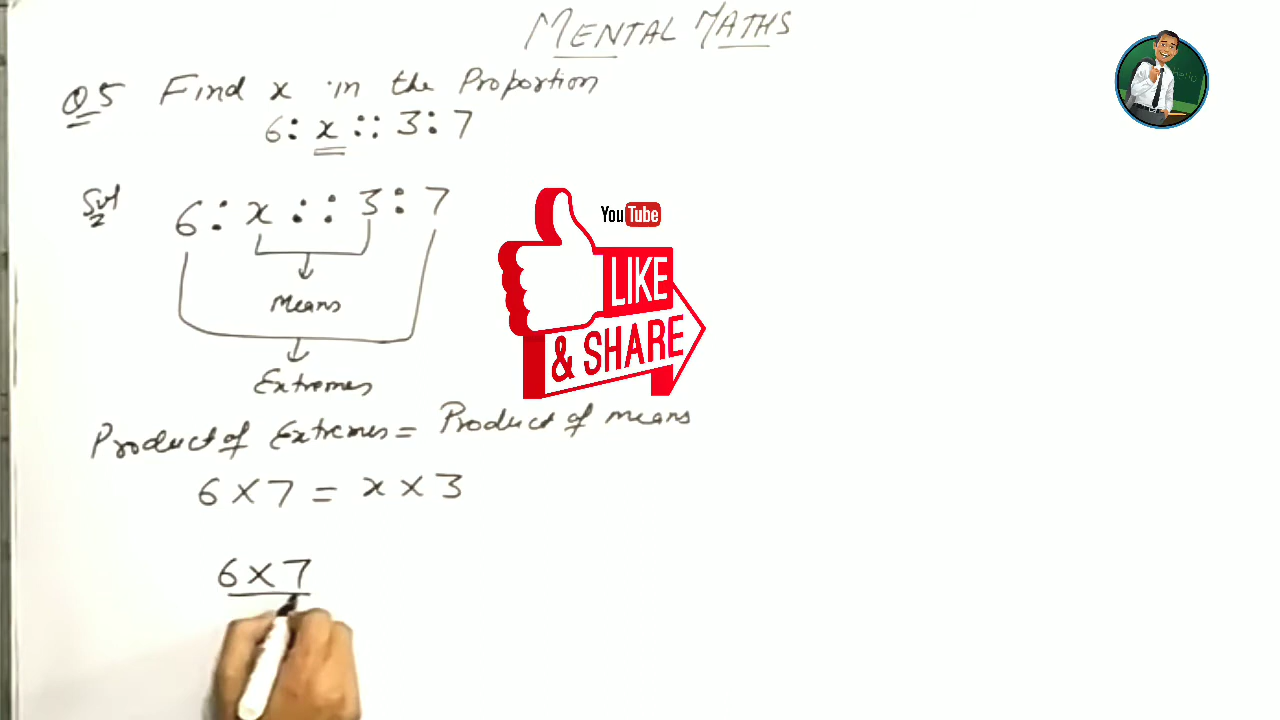 MENTAL MATHS
Q5 Find x in the Proportion
6 : x :: 3 : 7
Sol 6 : x :: 3 : 7
Means
Extremes
YouTube
LIKE
& SHARE
Product of Extremes = Product of means
6 × 7 = x × 3
6 × 7